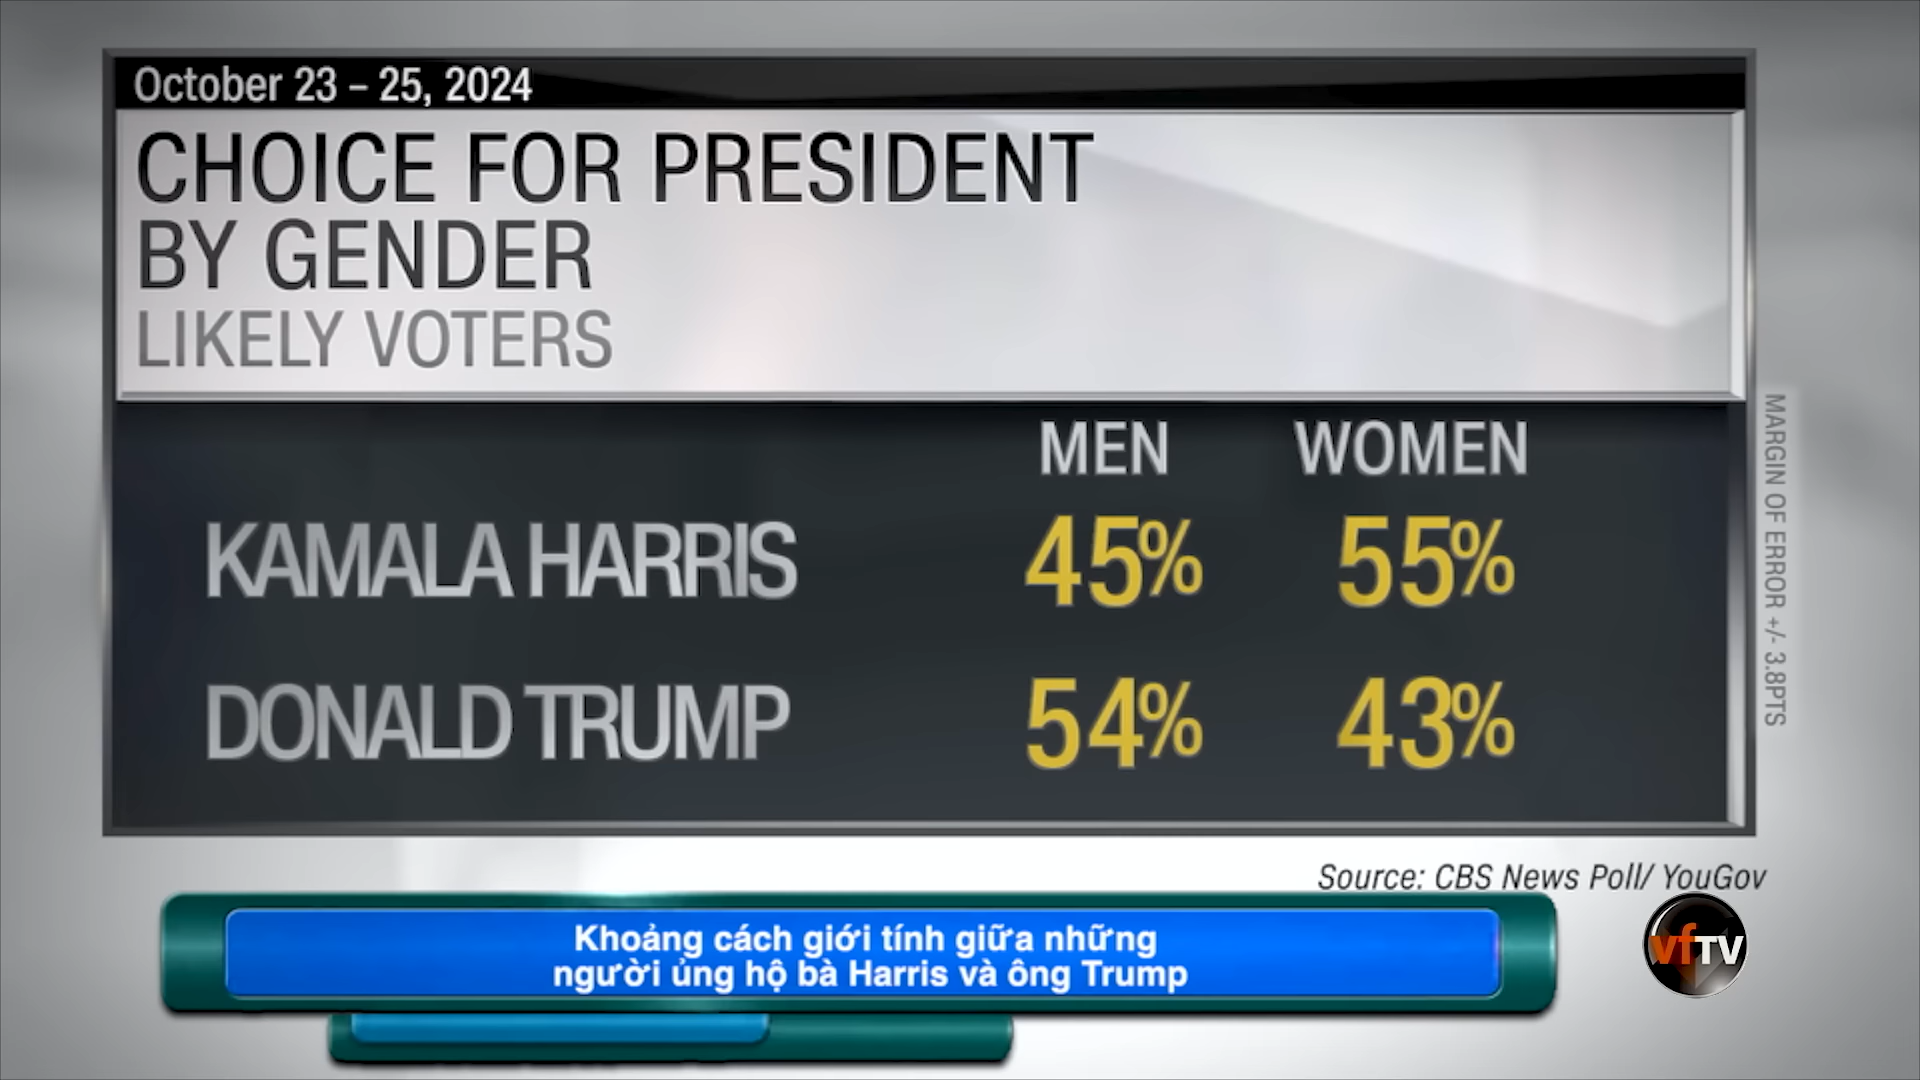 October 23 – 25, 2024
CHOICE FOR PRESIDENT
BY GENDER
LIKELY VOTERS
MEN WOMEN
KAMALA HARRIS 45% 55%
DONALD TRUMP 54% 43%
MARGIN OF ERROR +/- 3.8PTS
Source: CBS News Poll/ YouGov
Khoảng cách giới tính giữa những
người ủng hộ bà Harris và ông Trump
vfTV